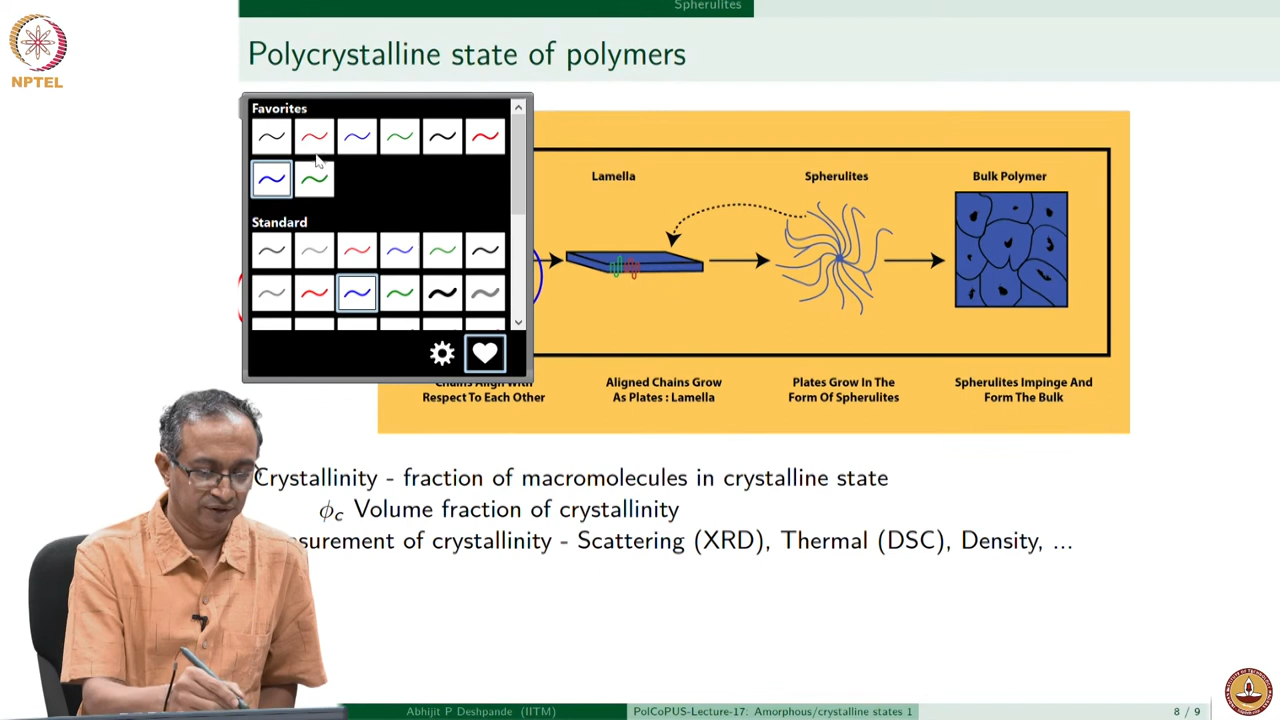 Spherulites
Polycrystalline state of polymers
NPTEL
Favorites
Standard
Lamella
Spherulites
Bulk Polymer
Chains Align With
Respect To Each Other
Aligned Chains Grow
As Plates : Lamella
Plates Grow In The
Form Of Spherulites
Spherulites Impinge And
Form The Bulk
Crystallinity - fraction of macromolecules in crystalline state
ϕc Volume fraction of crystallinity
surement of crystallinity - Scattering (XRD), Thermal (DSC), Density, ...
Abhijit P Deshpande (IITM)
PolCoPUS-Lecture-17: Amorphous/crystalline states 1
8 / 9